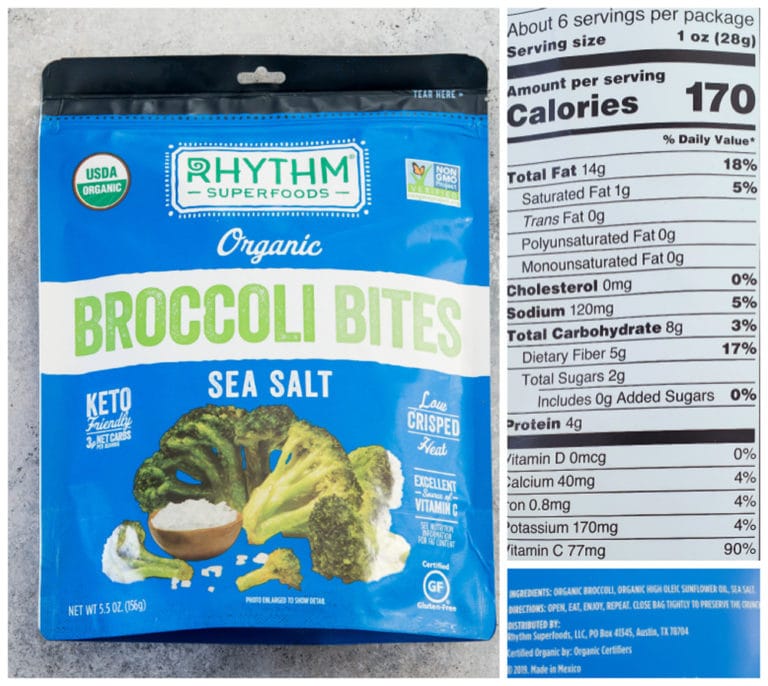 TEAR HERE
USDA
ORGANIC
RHYTHM®
SUPERFOODS
NON
GMO
Project
VERIFIED
Organic
BROCCOLI BITES
SEA SALT
KETO
Friendly
3g NET CARBS
PER SERVING
Low
CRISPED
Heat
EXCELLENT
Source of
VITAMIN C
SEE NUTRITION
INFORMATION
FOR FAT CONTENT
Certified
GF
Gluten-Free
NET WT 5.5 OZ. (156g)
PHOTO ENLARGED TO SHOW DETAIL
About 6 servings per package
Serving size 1 oz (28g)
Amount per serving
Calories 170
% Daily Value*
Total Fat 14g 18%
Saturated Fat 1g 5%
Trans Fat 0g
Polyunsaturated Fat 0g
Monounsaturated Fat 0g
Cholesterol 0mg 0%
Sodium 120mg 5%
Total Carbohydrate 8g 3%
Dietary Fiber 5g 17%
Total Sugars 2g
Includes 0g Added Sugars 0%
Protein 4g
Vitamin D 0mcg 0%
Calcium 40mg 4%
ron 0.8mg 4%
Potassium 170mg 4%
Vitamin C 77mg 90%
INGREDIENTS: ORGANIC BROCCOLI, ORGANIC HIGH OLEIC SUNFLOWER OIL, SEA SALT.
DIRECTIONS: OPEN, EAT, ENJOY, REPEAT. CLOSE BAG TIGHTLY TO PRESERVE THE CRUNC
DISTRIBUTED BY:
Rhythm Superfoods, LLC, PO Box 41345, Austin, TX 78704
Certified Organic by: Organic Certifiers
© 2019. Made in Mexico